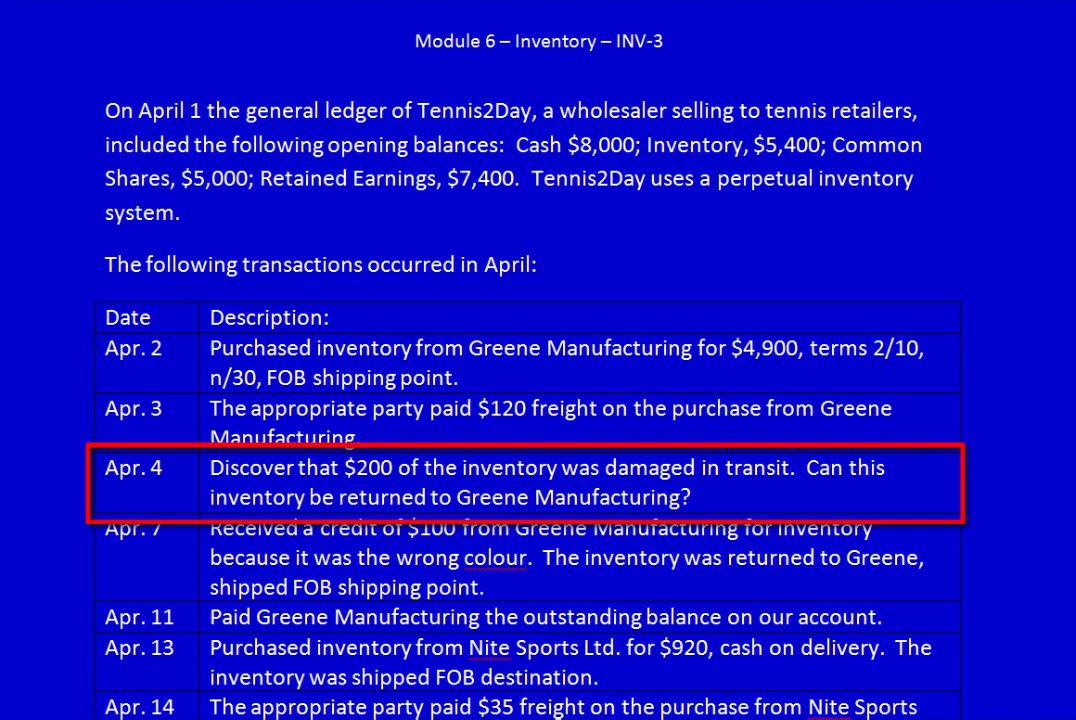 Module 6 – Inventory – INV-3
On April 1 the general ledger of Tennis2Day, a wholesaler selling to tennis retailers,
included the following opening balances:  Cash $8,000; Inventory, $5,400; Common
Shares, $5,000; Retained Earnings, $7,400.  Tennis2Day uses a perpetual inventory
system.
The following transactions occurred in April:
Date Description:
Apr. 2 Purchased inventory from Greene Manufacturing for $4,900, terms 2/10,
n/30, FOB shipping point.
Apr. 3 The appropriate party paid $120 freight on the purchase from Greene
Manufacturing.
Apr. 4 Discover that $200 of the inventory was damaged in transit.  Can this
inventory be returned to Greene Manufacturing?
Apr. 7 Received a credit of $100 from Greene Manufacturing for inventory
because it was the wrong colour.  The inventory was returned to Greene,
shipped FOB shipping point.
Apr. 11 Paid Greene Manufacturing the outstanding balance on our account.
Apr. 13 Purchased inventory from Nite Sports Ltd. for $920, cash on delivery.  The
inventory was shipped FOB destination.
Apr. 14 The appropriate party paid $35 freight on the purchase from Nite Sports